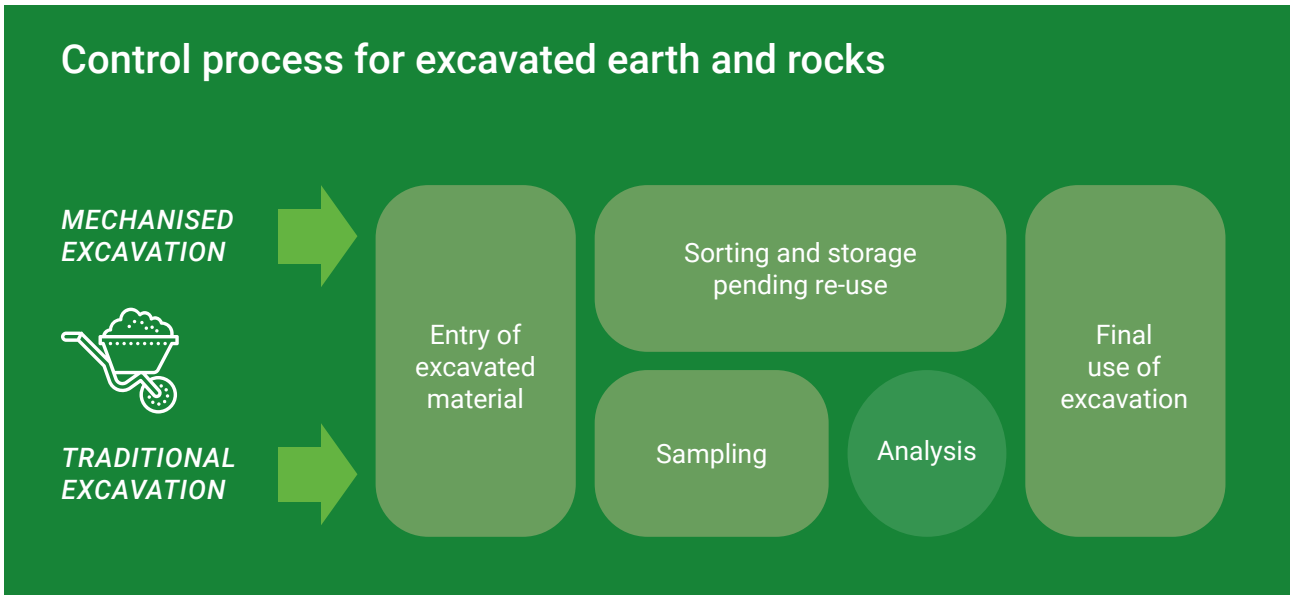 Control process for excavated earth and rocks
MECHANISED
EXCAVATION
TRADITIONAL
EXCAVATION
Entry of
excavated
material
Sorting and storage
pending re-use
Sampling
Analysis
Final
use of
excavation